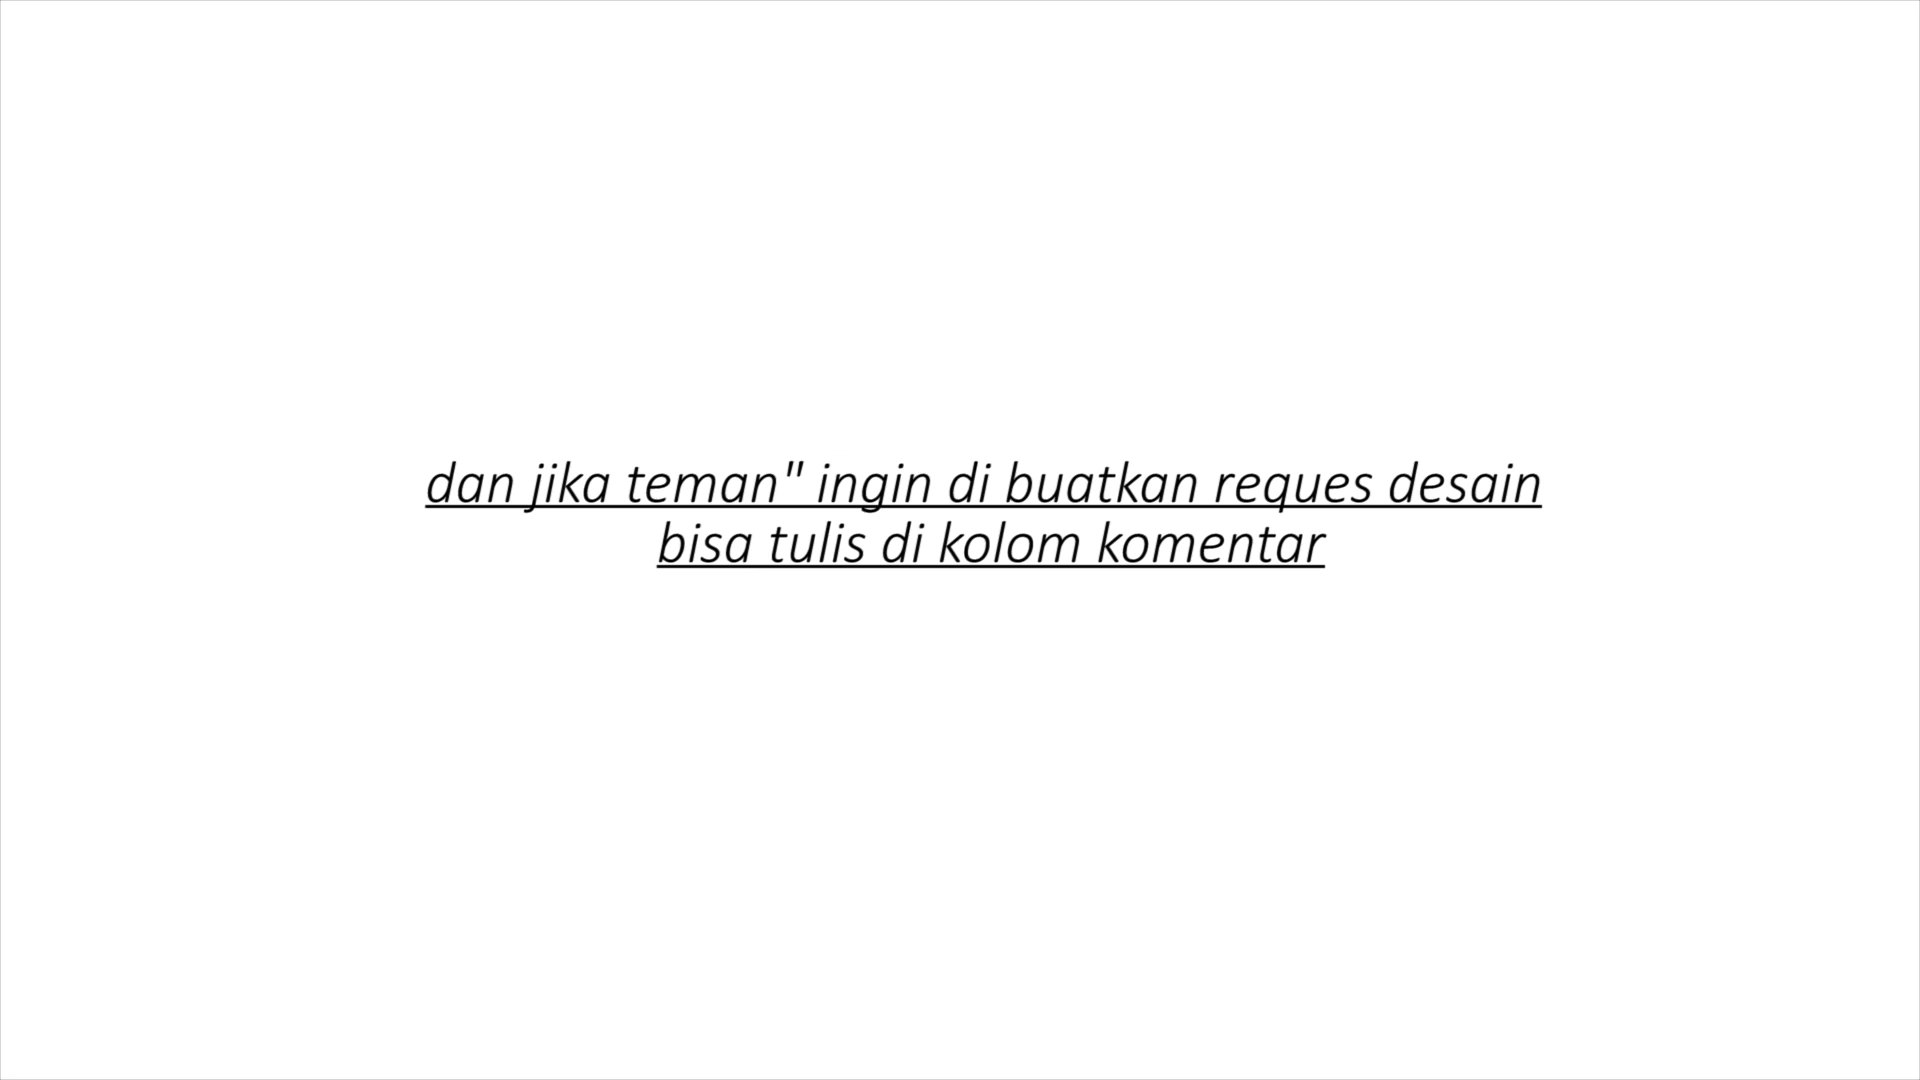 dan jika teman" ingin di buatkan reques desain
bisa tulis di kolom komentar